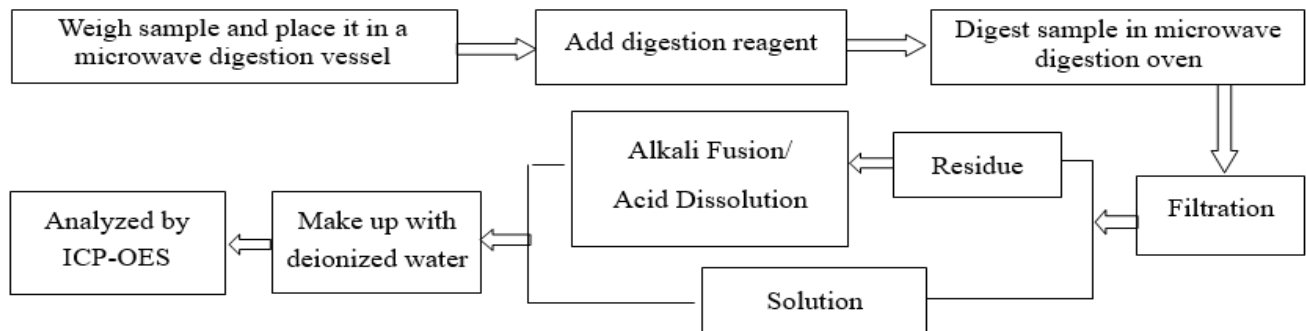 Weigh sample and place it in a
microwave digestion vessel
Add digestion reagent
Digest sample in microwave
digestion oven
Filtration
Residue
Alkali Fusion/
Acid Dissolution
Solution
Make up with
deionized water
Analyzed by
ICP-OES